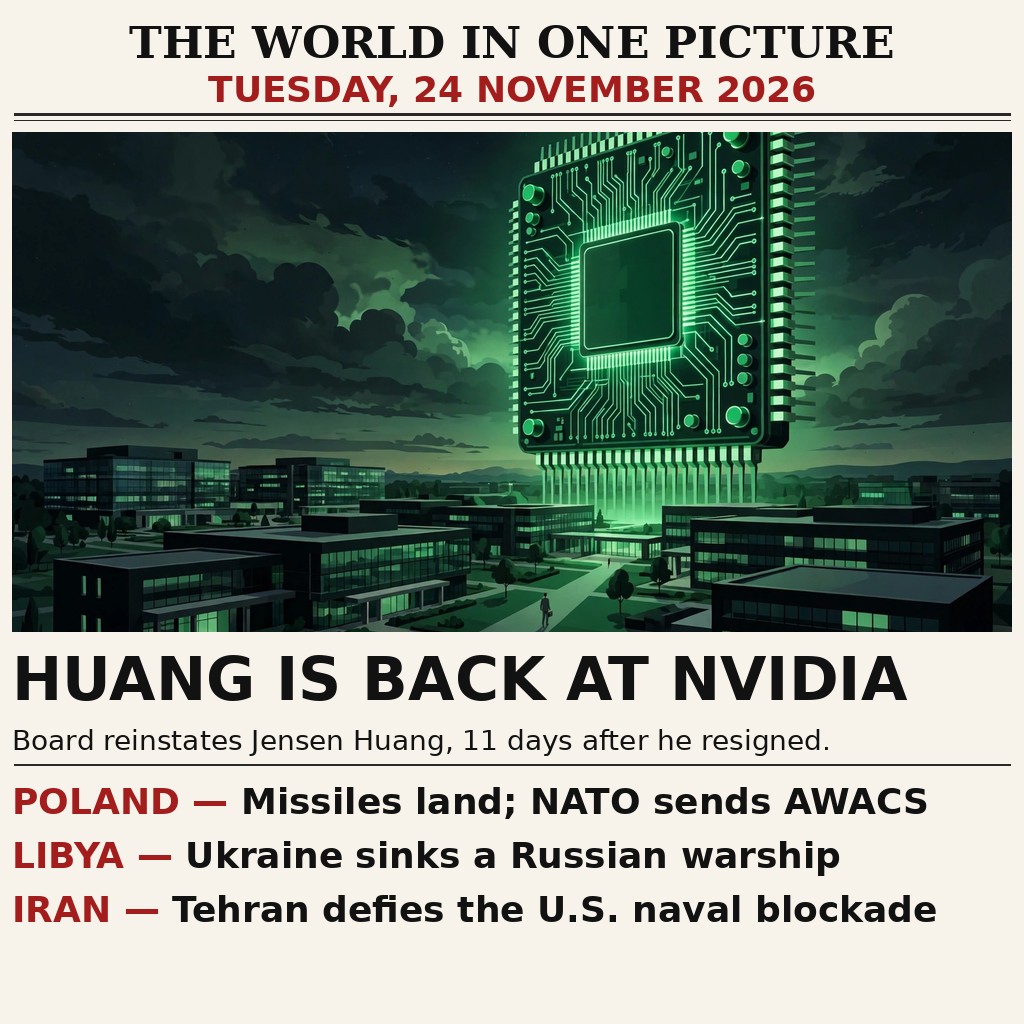 THE WORLD IN ONE PICTURE
TUESDAY, 24 NOVEMBER 2026
HUANG IS BACK AT NVIDIA
Board reinstates Jensen Huang, 11 days after he resigned.
POLAND — Missiles land; NATO sends AWACS
LIBYA — Ukraine sinks a Russian warship
IRAN — Tehran defies the U.S. naval blockade